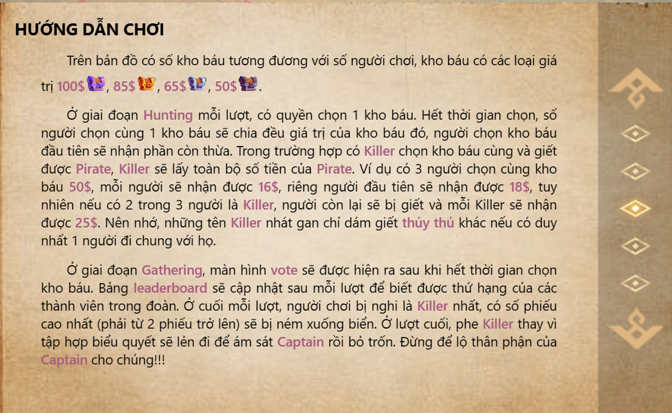 HƯỚNG DẪN CHƠI
Trên bản đồ có số kho báu tương đương với số người chơi, kho báu có các loại giá
trị 100$, 85$, 65$, 50$.
Ở giai đoạn Hunting mỗi lượt, có quyền chọn 1 kho báu. Hết thời gian chọn, số
người chọn cùng 1 kho báu sẽ chia đều giá trị của kho báu đó, người chọn kho báu
đầu tiên sẽ nhận phần còn thừa. Trong trường hợp có Killer chọn kho báu cùng và giết
được Pirate, Killer sẽ lấy toàn bộ số tiền của Pirate. Ví dụ có 3 người chọn cùng kho
báu 50$, mỗi người sẽ nhận được 16$, riêng người đầu tiên sẽ nhận được 18$, tuy
nhiên nếu có 2 trong 3 người là Killer, người còn lại sẽ bị giết và mỗi Killer sẽ nhận
được 25$. Nên nhớ, những tên Killer nhát gan chỉ dám giết thủy thủ khác nếu có duy
nhất 1 người đi chung với họ.
Ở giai đoạn Gathering, màn hình vote sẽ được hiện ra sau khi hết thời gian chọn
kho báu. Bảng leaderboard sẽ cập nhật sau mỗi lượt để biết được thứ hạng của các
thành viên trong đoàn. Ở cuối mỗi lượt, người chơi bị nghi là Killer nhất, có số phiếu
cao nhất (phải từ 2 phiếu trở lên) sẽ bị ném xuống biển. Ở lượt cuối, phe Killer thay vì
tập hợp biểu quyết sẽ lẻn đi để ám sát Captain rồi bỏ trốn. Đừng để lộ thân phận của
Captain cho chúng!!!